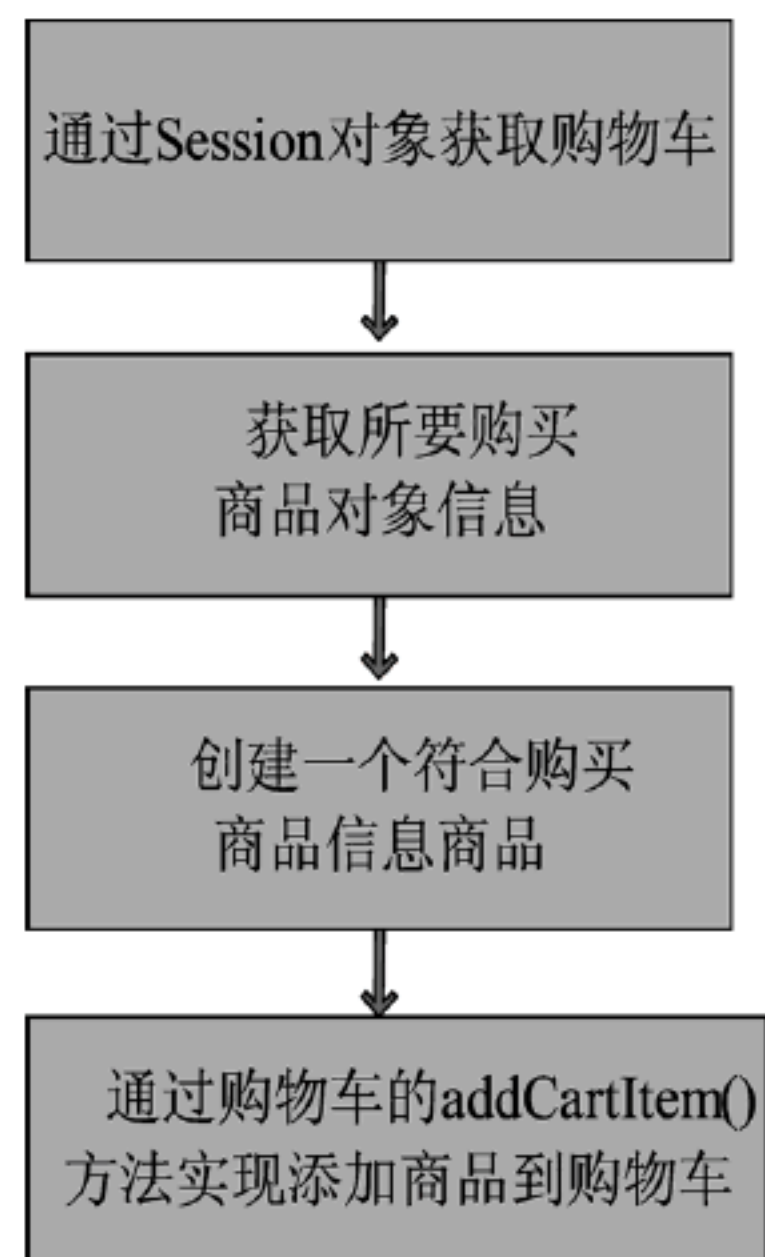 通过Session对象获取购物车
获取所要购买
商品对象信息
创建一个符合购买
商品信息商品
通过购物车的addCartItem()
方法实现添加商品到购物车